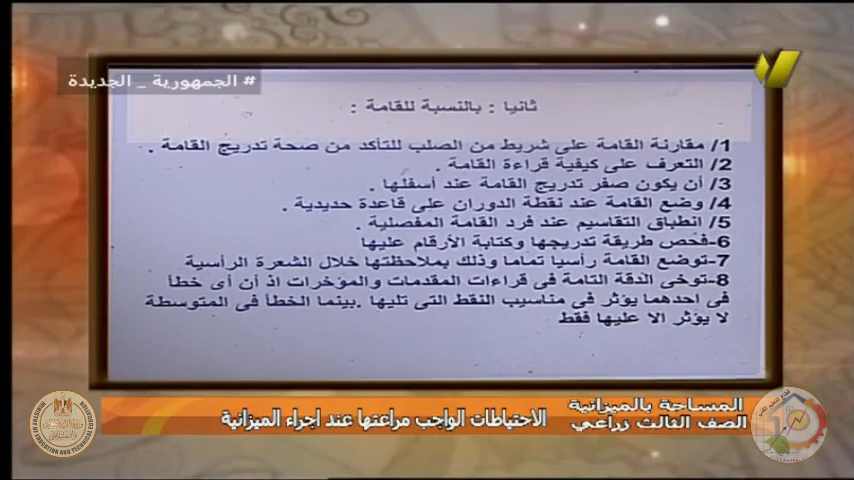 # الجمهورية _ الجديدة
ثانيا : بالنسبة للقامة :
1/ مقارنة القامة على شريط من الصلب للتأكد من صحة تدريج القامة .
2/ التعرف على كيفية قراءة القامة .
3/ أن يكون صفر تدريج القامة عند أسفلها .
4/ وضع القامة عند نقطة الدوران على قاعدة حديدية .
5/ إنطباق التقاسيم عند فرد القامة المفصلية .
6-فحص طريقة تدريجها وكتابة الأرقام عليها
7-توضع القامة رأسيا تماما وذلك بملاحظتها خلال الشعرة الرأسية
8-توخى الدقة التامة فى قراءات المقدمات والمؤخرات اذ أن أى خطأ
فى احدهما يؤثر فى مناسيب النقط التى تليها .بينما الخطأ فى المتوسطة
لا يؤثر الا عليها فقط
المساحة بالميزانية
الصف الثالث زراعي
الاحتياطات الواجب مراعتها عند اجراء الميزانية